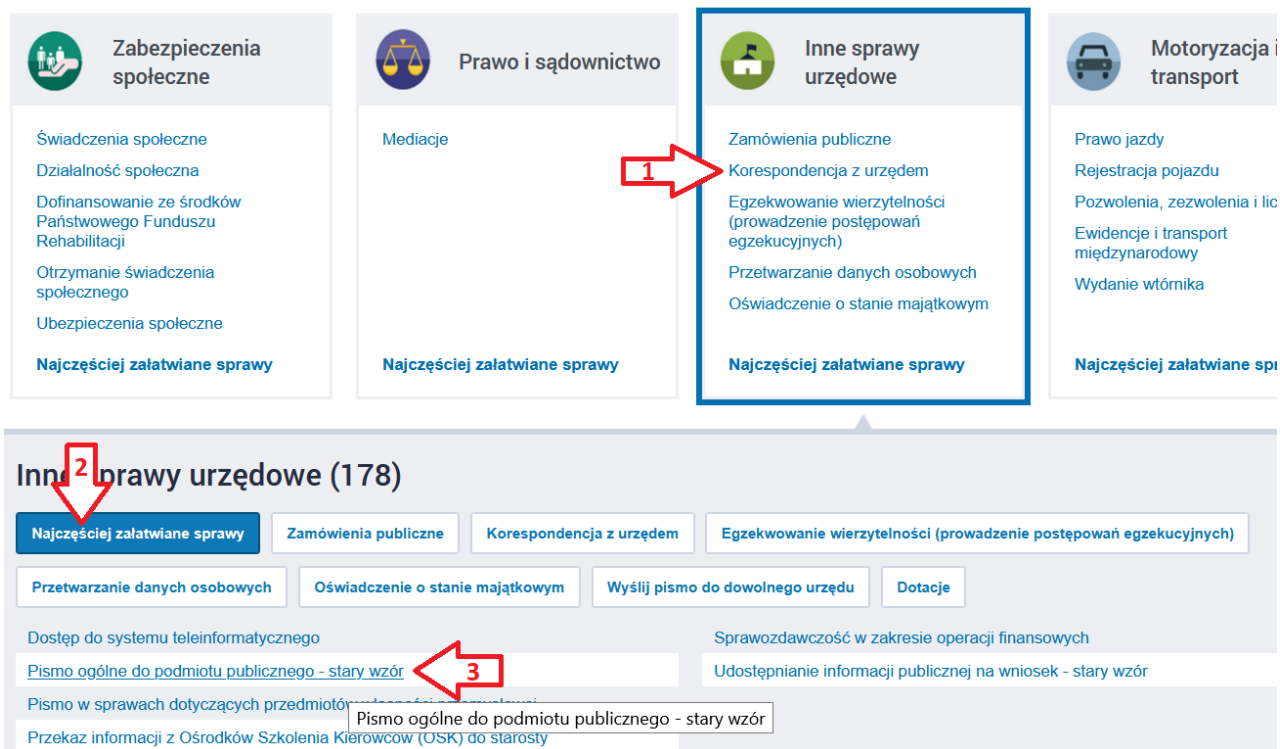 Zabezpieczenia
społeczne
Świadczenia społeczne
Działalność społeczna
Dofinansowanie ze środków
Państwowego Funduszu
Rehabilitacji
Otrzymanie świadczenia
społecznego
Ubezpieczenia społeczne
Najczęściej załatwiane sprawy
Prawo i sądownictwo
Mediacje
Najczęściej załatwiane sprawy
Inne sprawy
urzędowe
Zamówienia publiczne
1
Korespondencja z urzędem
Egzekwowanie wierzytelności
(prowadzenie postępowań
egzekucyjnych)
Przetwarzanie danych osobowych
Oświadczenie o stanie majątkowym
Najczęściej załatwiane sprawy
Motoryzacja i
transport
Prawo jazdy
Rejestracja pojazdu
Pozwolenia, zezwolenia i lic
Ewidencje i transport
międzynarodowy
Wydanie wtórnika
Najczęściej załatwiane spr
2
urzędowe (178)
Najczęściej załatwiane sprawy
Zamówienia publiczne
Korespondencja z urzędem
Egzekwowanie wierzytelności (prowadzenie postępowań egzekucyjnych)
Przetwarzanie danych osobowych
Oświadczenie o stanie majątkowym
Wyślij pismo do dowolnego urzędu
Dotacje
Dostęp do systemu teleinformatycznego
Sprawozdawczość w zakresie operacji finansowych
Pismo ogólne do podmiotu publicznego - stary wzór
3
Udostępnianie informacji publicznej na wniosek - stary wzór
Pismo w sprawach dotyczących przedmiotów
Pismo ogólne do podmiotu publicznego - stary wzór
Przekaz informacji z Ośrodków Szkolenia Kierowców (OSK) do starosty